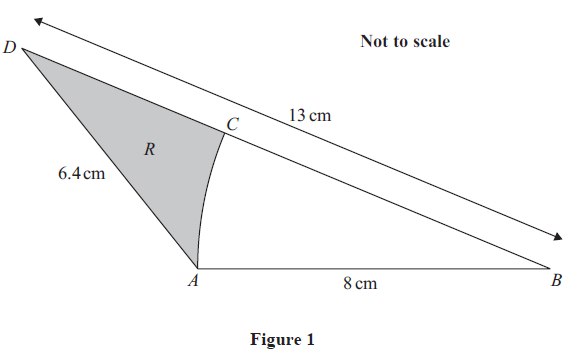 Not to scale
D
13 cm
C
R
6.4 cm
A
8 cm
B
Figure 1